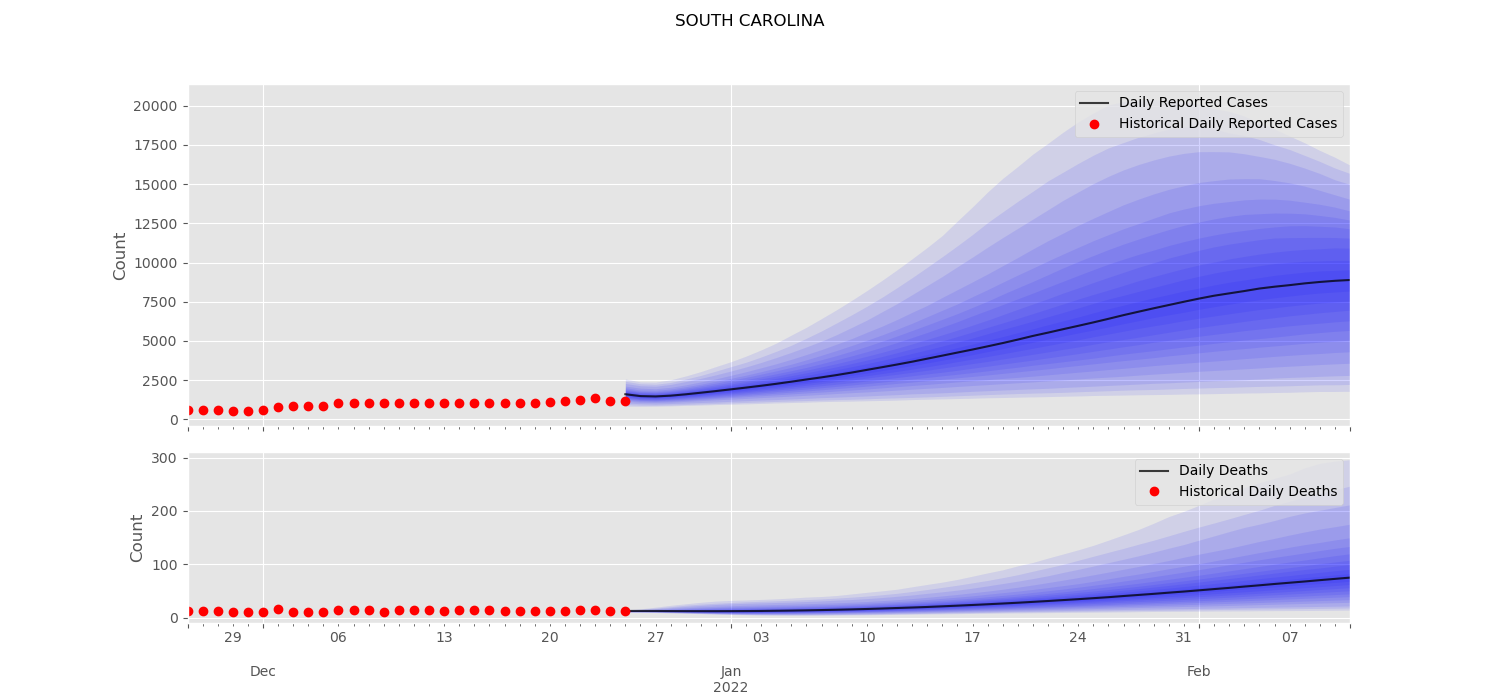 SOUTH CAROLINA
20000
17500
15000
12500
10000
7500
5000
2500
0
Count
Daily Reported Cases
Historical Daily Reported Cases
300
200
100
0
Count
Daily Deaths
Historical Daily Deaths
29 06 13 20 27 03 10 17 24 31 07
Dec Jan Feb
2022